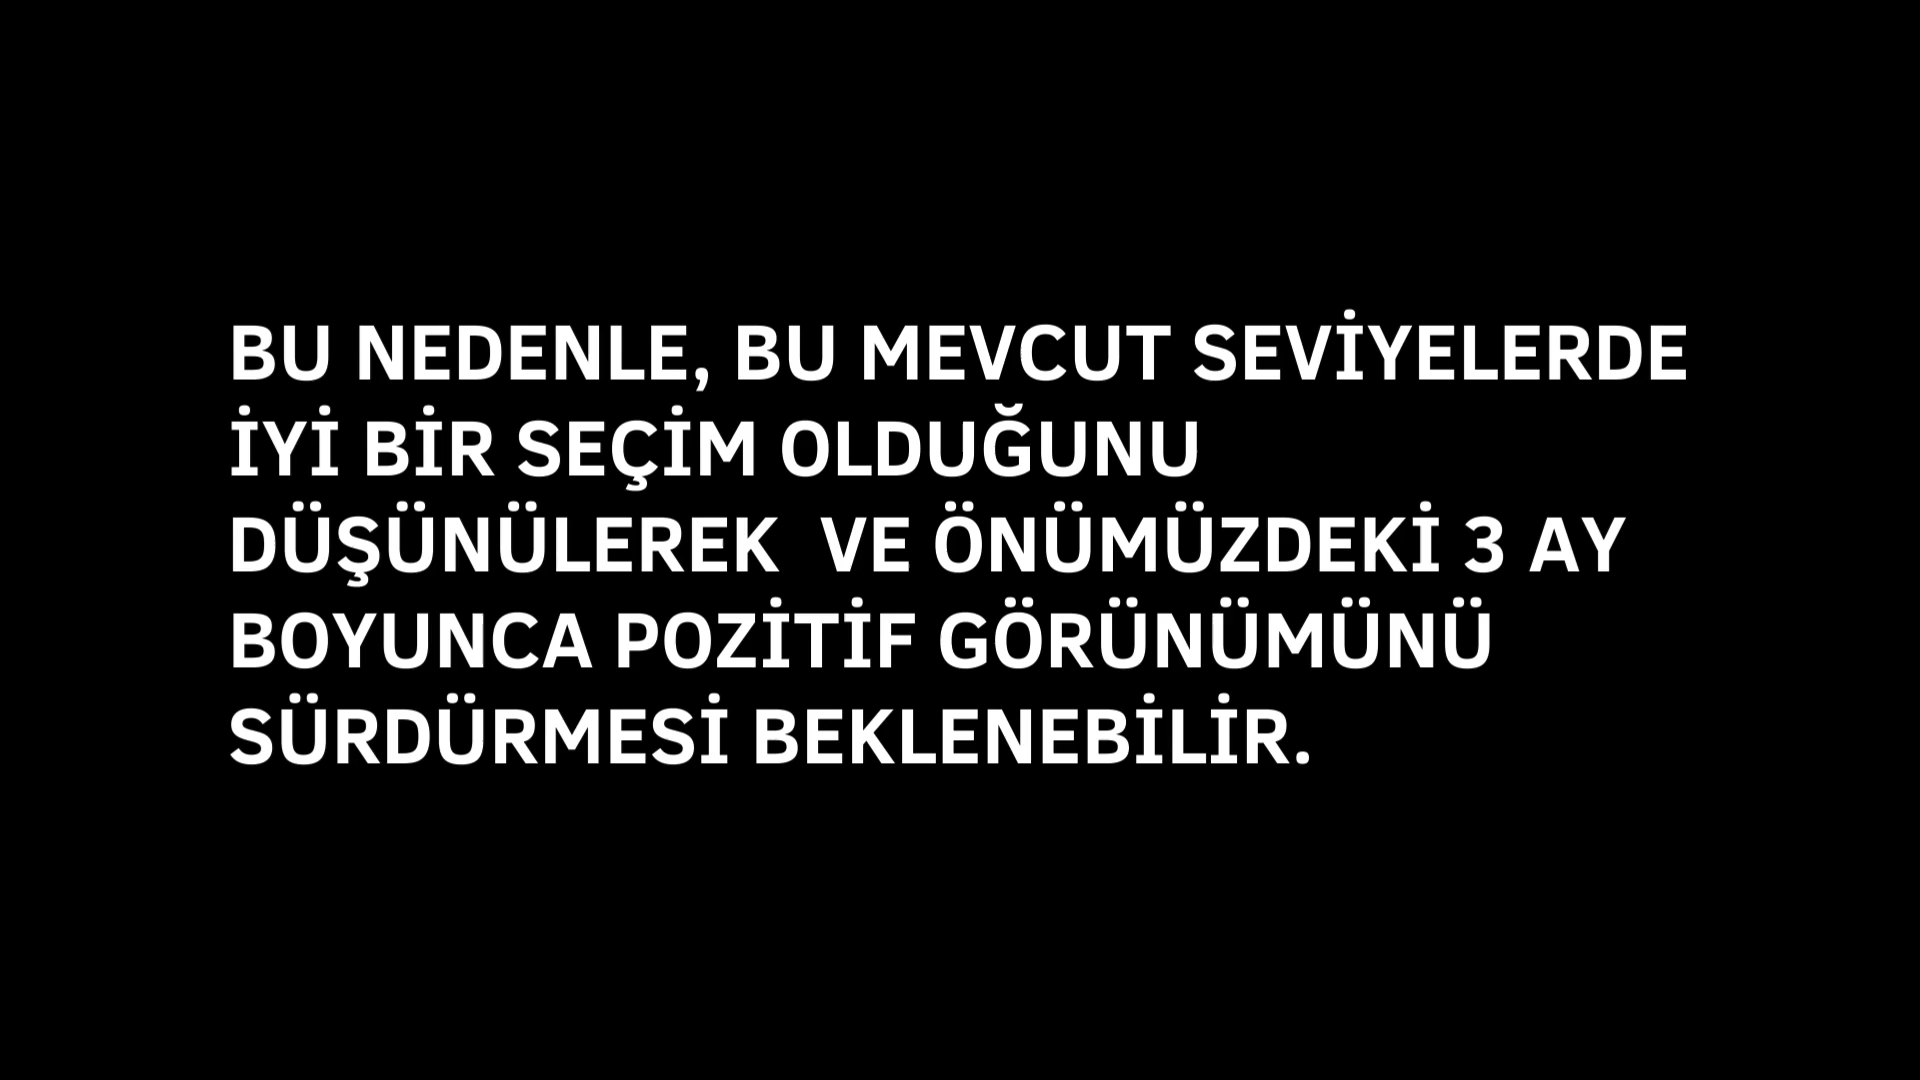 BU NEDENLE, BU MEVCUT SEVİYELERDE
İYİ BİR SEÇİM OLDUĞUNU
DÜŞÜNÜLEREK  VE ÖNÜMÜZDEKİ 3 AY
BOYUNCA POZİTİF GÖRÜNÜMÜNÜ
SÜRDÜRMESİ BEKLENEBİLİR.